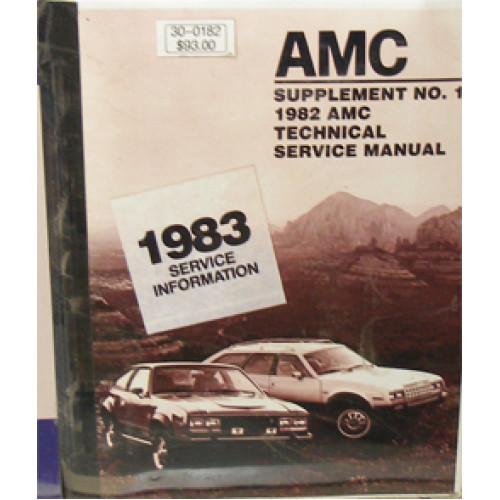 30-0182
$93.00
AMC
SUPPLEMENT NO. 1
1982 AMC
TECHNICAL
SERVICE MANUAL
1983
SERVICE
INFORMATION